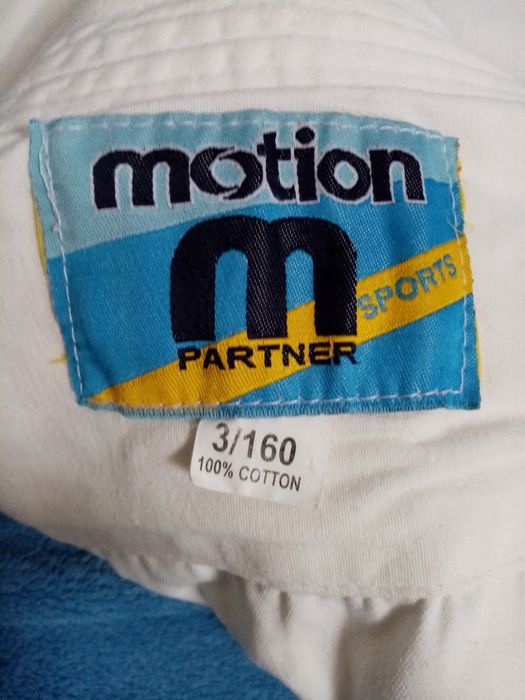 motion
m
SPORTS
PARTNER
3/160
100% COTTON